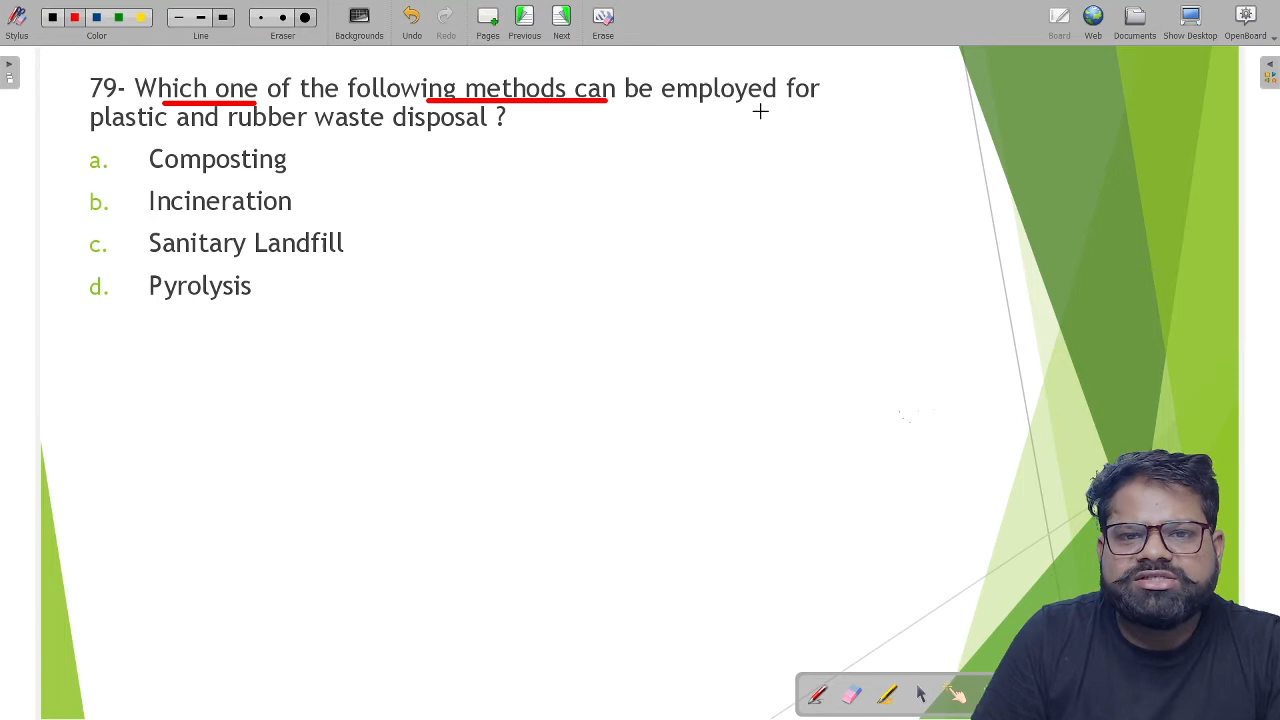 Stylus Color Line Eraser Backgrounds Undo Redo Pages Previous Next Erase Board Web Documents Show Desktop OpenBoard
79- Which one of the following methods can be employed for
plastic and rubber waste disposal ?
a. Composting
b. Incineration
c. Sanitary Landfill
d. Pyrolysis